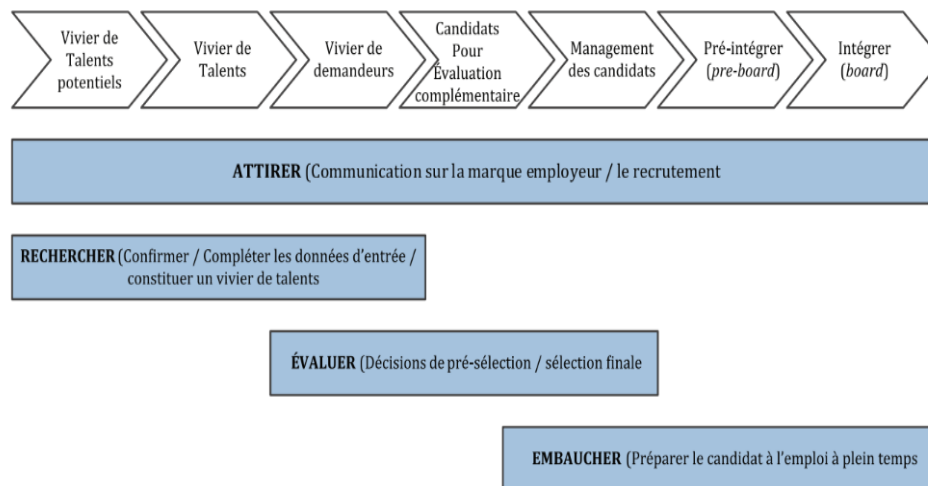 Vivier de
Talents
potentiels
Vivier de
Talents
Vivier de
demandeurs
Candidats
Pour
Évaluation
complémentaire
Management
des candidats
Pré-intégrer
(pre-board)
Intégrer
(board)
ATTIRER (Communication sur la marque employeur / le recrutement
RECHERCHER (Confirmer / Compléter les données d'entrée /
constituer un vivier de talents
ÉVALUER (Décisions de pré-sélection / sélection finale
EMBAUCHER (Préparer le candidat à l'emploi à plein temps